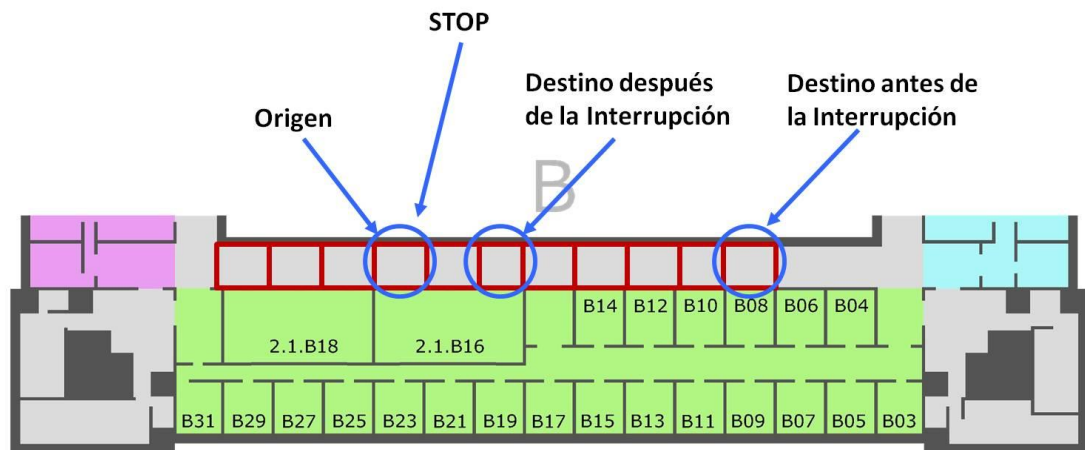 STOP
Origen
Destino después
de la Interrupción
Destino antes de
la Interrupción
B
B14 B12 B10 B08 B06 B04
2.1.B18 2.1.B16
B31 B29 B27 B25 B23 B21 B19 B17 B15 B13 B11 B09 B07 B05 B03